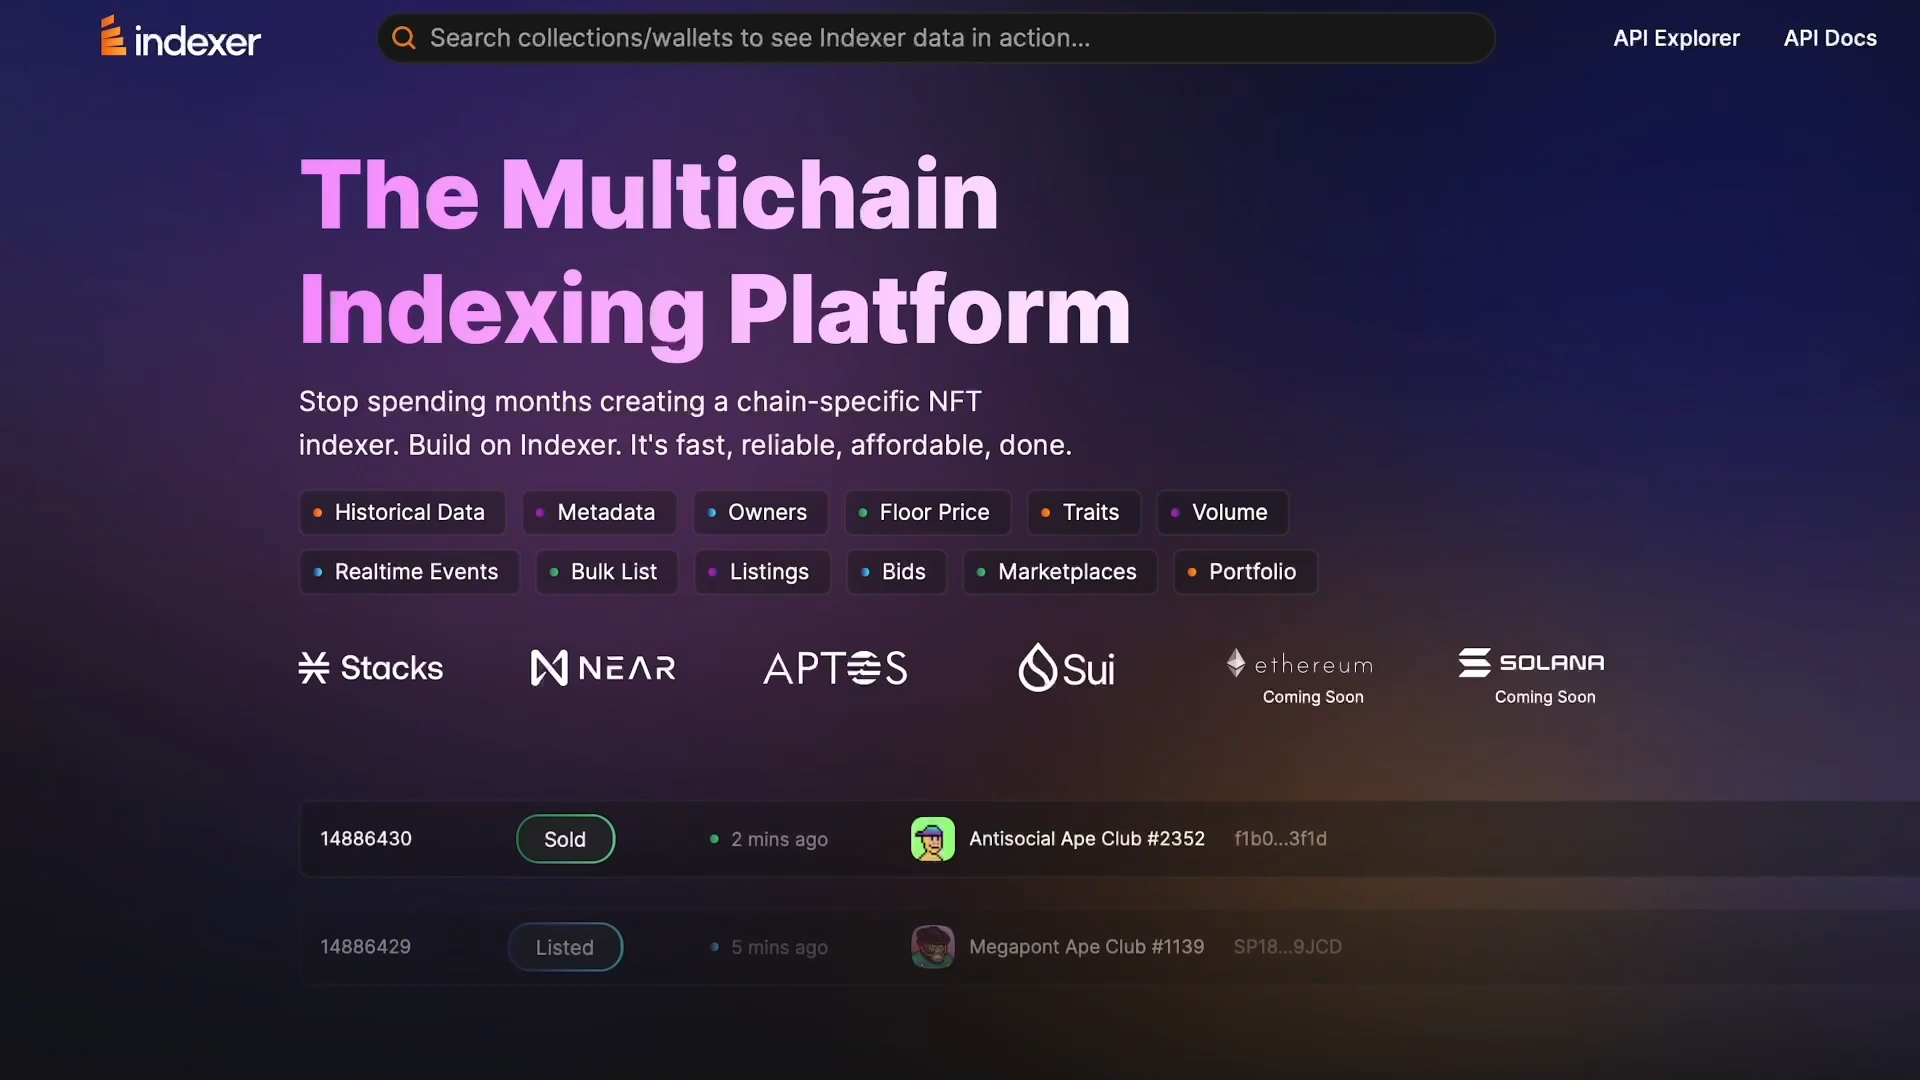 indexer
Search collections/wallets to see Indexer data in action...
API Explorer
API Docs
The Multichain
Indexing Platform
Stop spending months creating a chain-specific NFT
indexer. Build on Indexer. It's fast, reliable, affordable, done.
Historical Data
Metadata
Owners
Floor Price
Traits
Volume
Realtime Events
Bulk List
Listings
Bids
Marketplaces
Portfolio
Stacks
NEAR
APTOS
Sui
ethereum
Coming Soon
SOLANA
Coming Soon
14886430
Sold
2 mins ago
Antisocial Ape Club #2352
f1b0...3f1d
14886429
Listed
5 mins ago
Megapont Ape Club #1139
SP18...9JCD